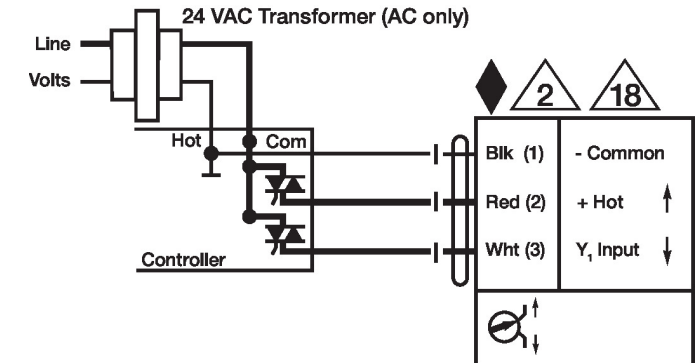 24 VAC Transformer (AC only)
Line
Volts
2
18
Hot
Com
Blk (1)
- Common
Red (2)
+ Hot
Wht (3)
Y1 Input
Controller